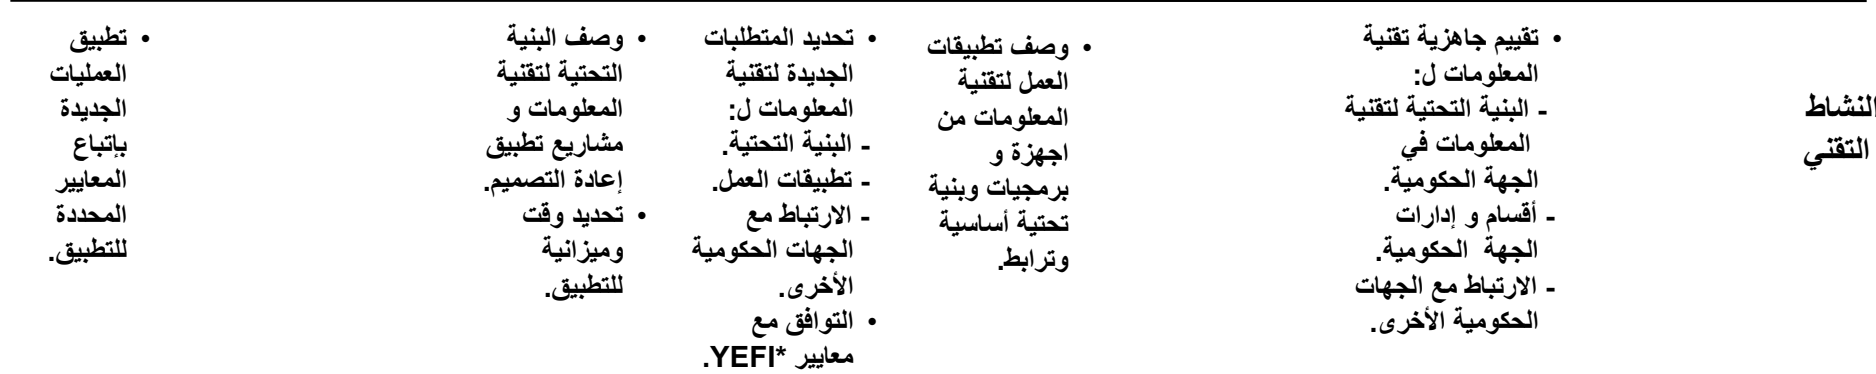 النشاط
التقني
• تقييم جاهزية تقنية
المعلومات ل:
- البنية التحتية لتقنية
المعلومات في
الجهة الحكومية.
- أقسام و إدارات
الجهة الحكومية.
- الارتباط مع الجهات
الحكومية الأخرى.
• وصف تطبيقات
العمل لتقنية
المعلومات من
اجهزة و
برمجيات وبنية
تحتية أساسية
وترابط.
• تحديد المتطلبات
الجديدة لتقنية
المعلومات ل:
- البنية التحتية.
- تطبيقات العمل.
- الارتباط مع
الجهات الحكومية
الأخرى.
• التوافق مع
معايير YEFI*.
• وصف البنية
التحتية لتقنية
المعلومات و
مشاريع تطبيق
إعادة التصميم.
• تحديد وقت
وميزانية
للتطبيق.
• تطبيق
العمليات
الجديدة
بإتباع
المعايير
المحددة
للتطبيق.